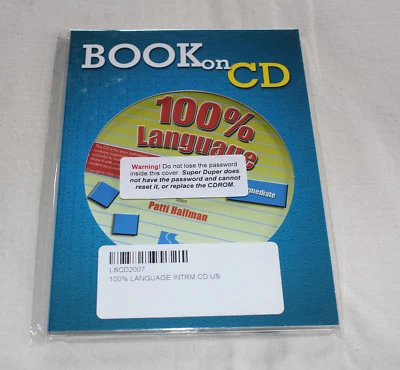 BOOK on CD
100%
Language
Warning! Do not lose the password
inside this cover. Super Duper does
not have the password and cannot
reset it, or replace the CDROM.
mediate
Patti Halfman
LBCD2007
100% LANGUAGE INTRM CD US